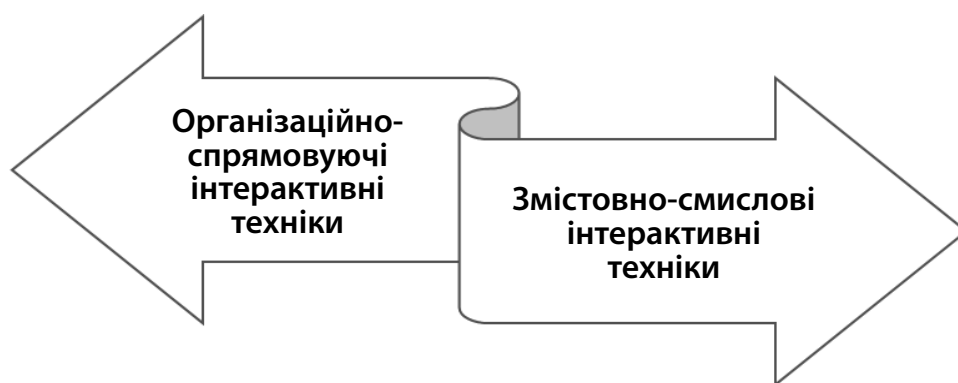 Організаційно-
спрямовуючі
інтерактивні
техніки
Змістовно-смислові
інтерактивні
техніки